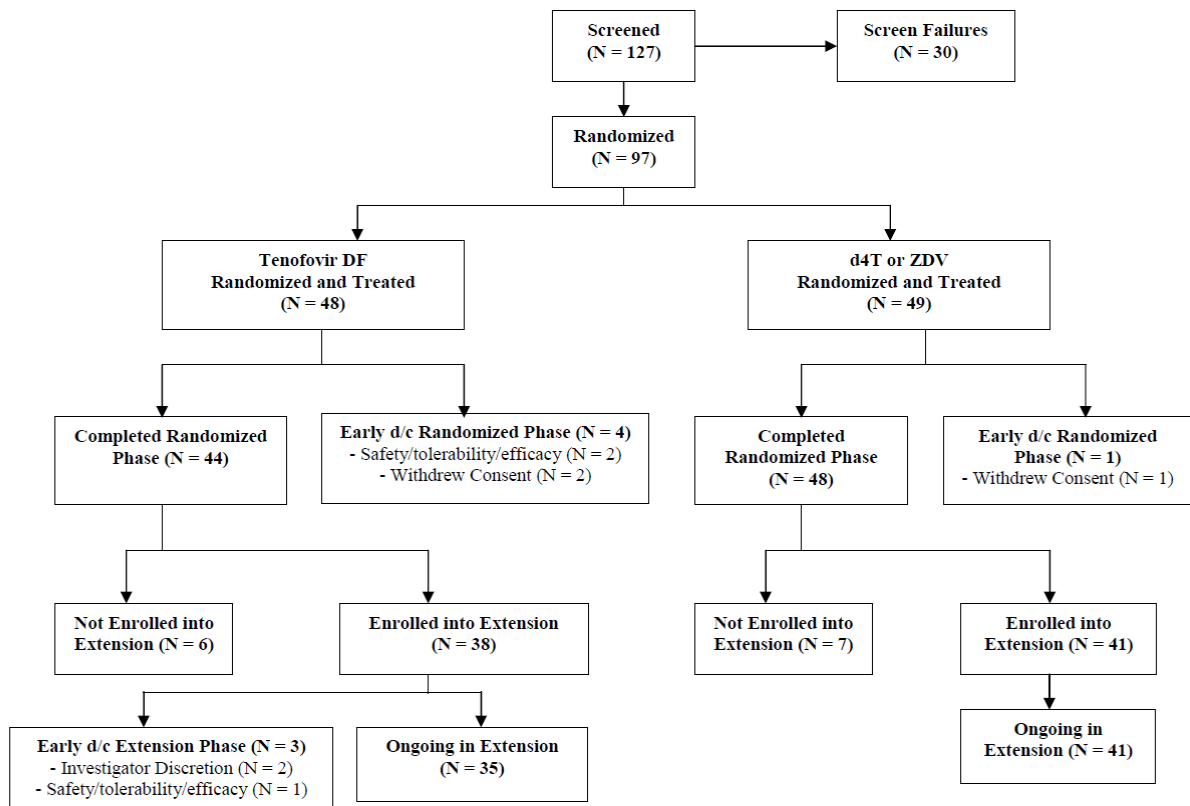 Screened
(N = 127)
Screen Failures
(N = 30)
Randomized
(N = 97)
Tenofovir DF
Randomized and Treated
(N = 48)
d4T or ZDV
Randomized and Treated
(N = 49)
Completed Randomized
Phase (N = 44)
Early d/c Randomized Phase (N = 4)
- Safety/tolerability/efficacy (N = 2)
- Withdrew Consent (N = 2)
Completed
Randomized Phase
(N = 48)
Early d/c Randomized
Phase (N = 1)
- Withdrew Consent (N = 1)
Not Enrolled into
Extension (N = 6)
Enrolled into Extension
(N = 38)
Not Enrolled into
Extension (N = 7)
Enrolled into
Extension (N = 41)
Early d/c Extension Phase (N = 3)
- Investigator Discretion (N = 2)
- Safety/tolerability/efficacy (N = 1)
Ongoing in Extension
(N = 35)
Ongoing in
Extension (N = 41)